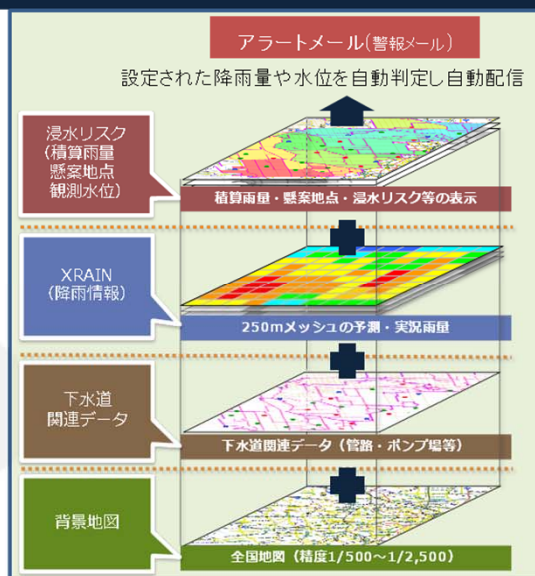 アラートメール(警報メール)
設定された降雨量や水位を自動判定し自動配信
浸水リスク
(積算雨量
懸案地点
観測水位)
積算雨量・懸案地点・浸水リスク等の表示
XRAIN
(降雨情報)
250mメッシュの予測・実況雨量
下水道
関連データ
下水道関連データ（管路・ポンプ場等）
背景地図
全国地図（精度1/500～1/2,500）